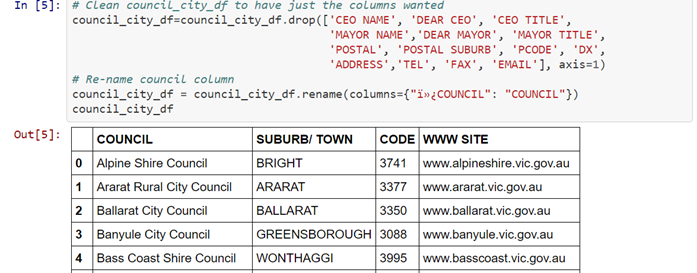 In [5]: # Clean council_city_df to have just the columns wanted
council_city_df=council_city_df.drop(['CEO NAME', 'DEAR CEO', 'CEO TITLE',
'MAYOR NAME','DEAR MAYOR', 'MAYOR TITLE',
'POSTAL', 'POSTAL SUBURB', 'PCODE', 'DX',
'ADDRESS','TEL', 'FAX', 'EMAIL'], axis=1)
# Re-name council column
council_city_df = council_city_df.rename(columns={"ï»¿COUNCIL": "COUNCIL"})
council_city_df
Out[5]: COUNCIL SUBURB/ TOWN CODE WWW SITE
0 Alpine Shire Council BRIGHT 3741 www.alpineshire.vic.gov.au
1 Ararat Rural City Council ARARAT 3377 www.ararat.vic.gov.au
2 Ballarat City Council BALLARAT 3350 www.ballarat.vic.gov.au
3 Banyule City Council GREENSBOROUGH 3088 www.banyule.vic.gov.au
4 Bass Coast Shire Council WONTHAGGI 3995 www.basscoast.vic.gov.au